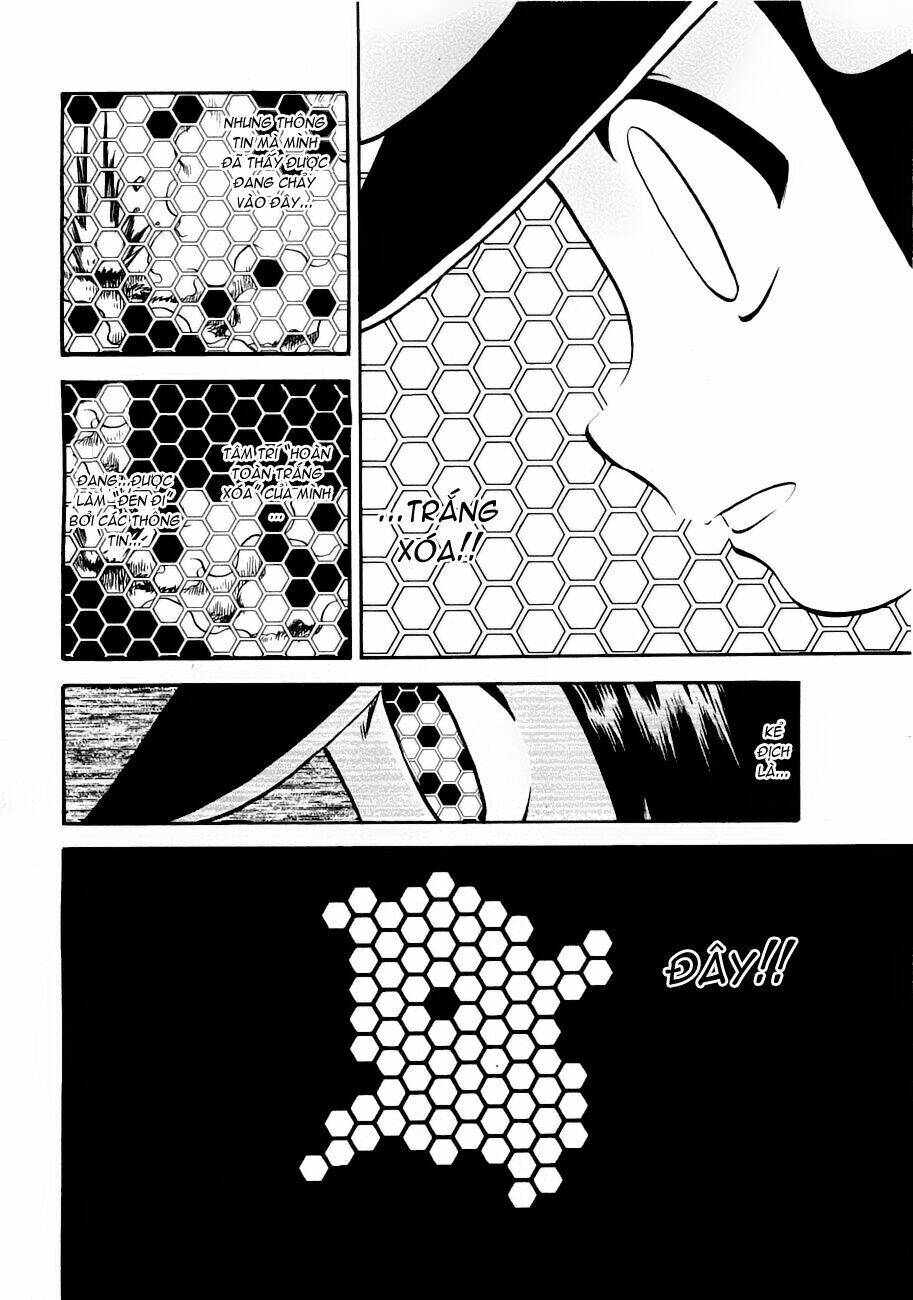 ...TRẮNG
XÓA!!
NHƯNG THÔNG
TIN MÀ MÌNH
ĐÃ THẤY ĐƯỢC
ĐANG CHẢY
VÀO ĐÂY...
TÂM TRÍ "HOÀN
TOÀN TRẮNG
XÓA" CỦA MÌNH
...
ĐANG...ĐƯỢC
LÀM "ĐEN ĐI"
BỞI CÁC THÔNG
TIN...
KẺ
ĐỊCH
LÀ...
ĐÂY!!